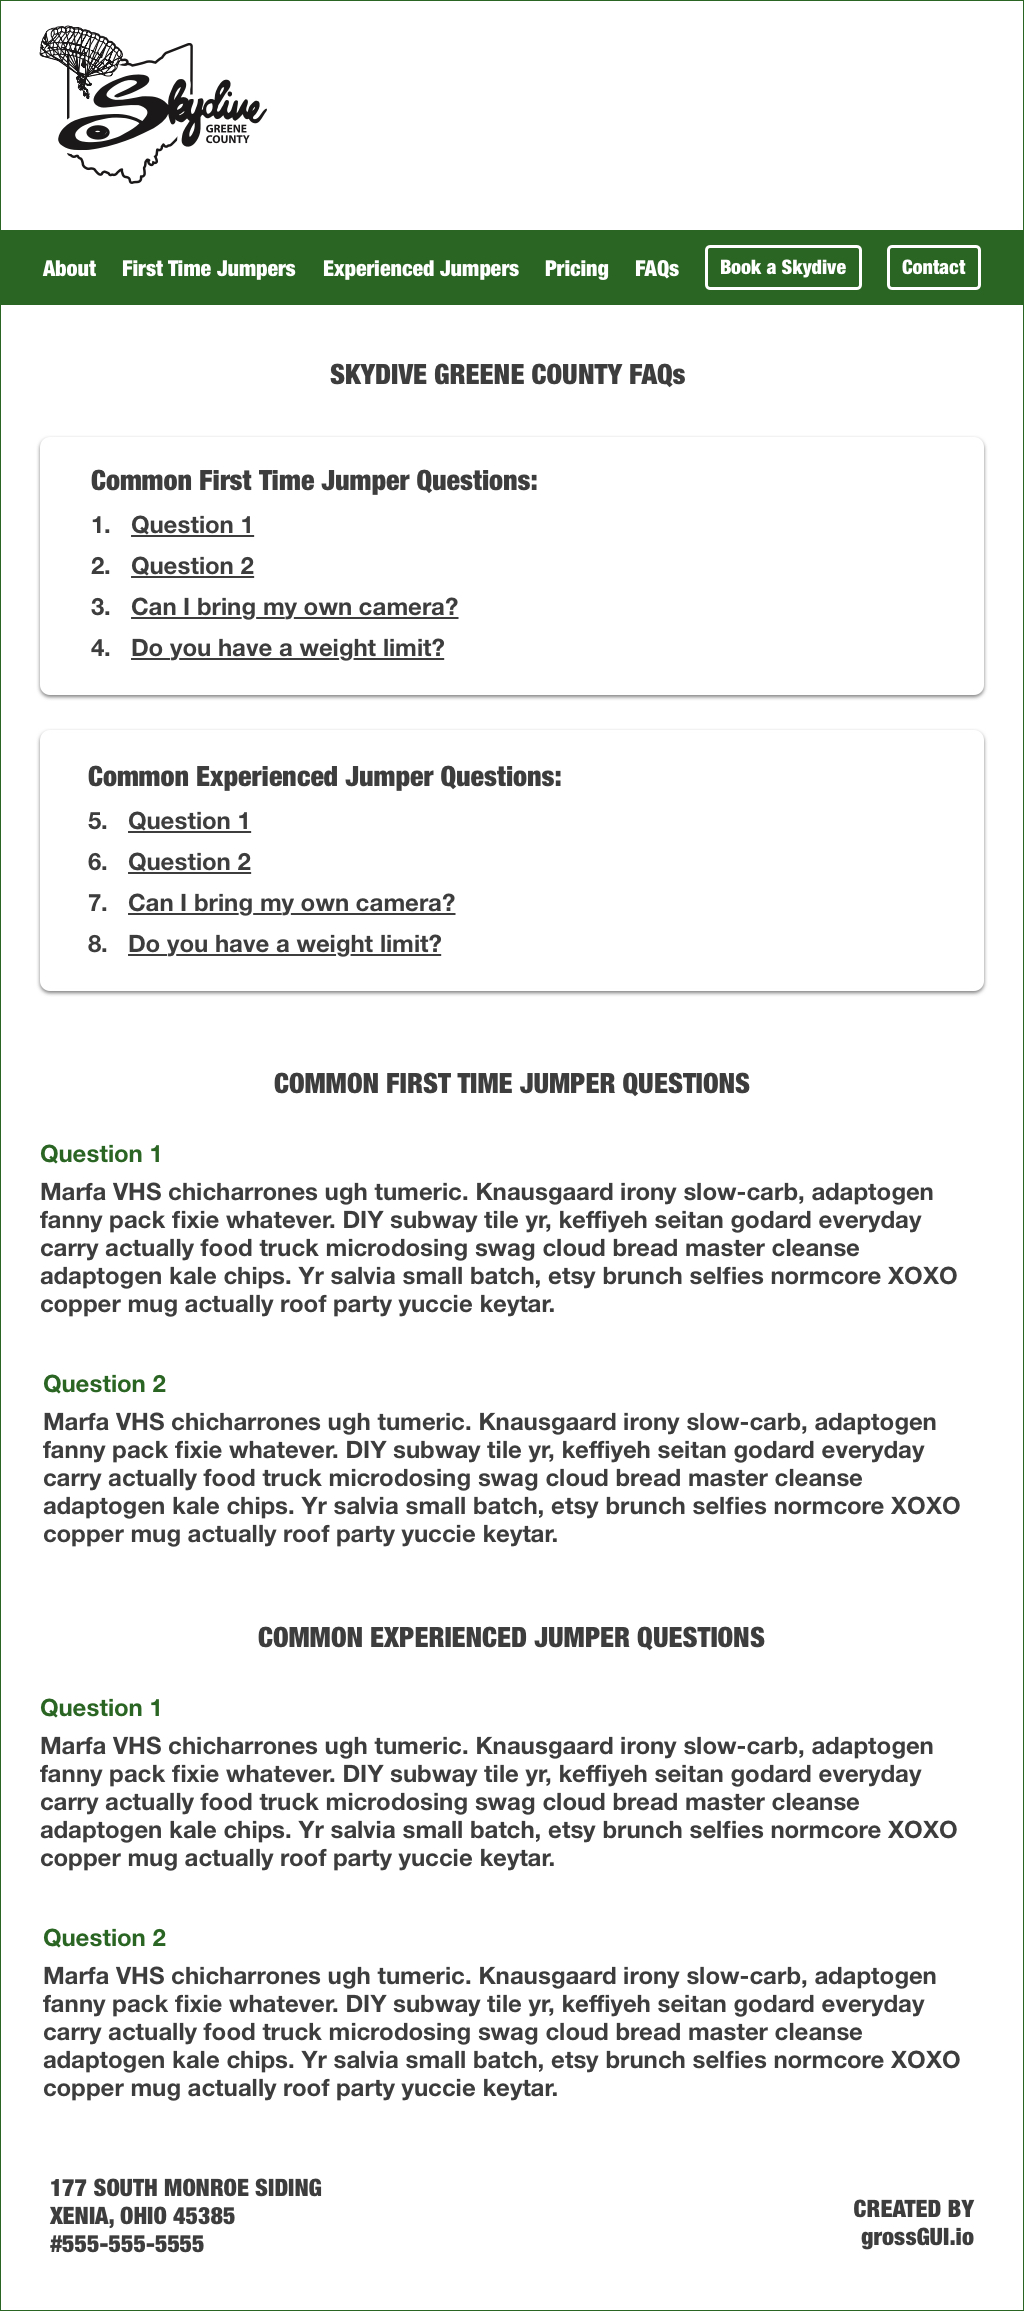 Skydive
GREENE
COUNTY
About First Time Jumpers Experienced Jumpers Pricing FAQs Book a Skydive Contact
SKYDIVE GREENE COUNTY FAQs
Common First Time Jumper Questions:
1. Question 1
2. Question 2
3. Can I bring my own camera?
4. Do you have a weight limit?
Common Experienced Jumper Questions:
5. Question 1
6. Question 2
7. Can I bring my own camera?
8. Do you have a weight limit?
COMMON FIRST TIME JUMPER QUESTIONS
Question 1
Marfa VHS chicharrones ugh tumeric. Knausgaard irony slow-carb, adaptogen
fanny pack fixie whatever. DIY subway tile yr, keffiyeh seitan godard everyday
carry actually food truck microdosing swag cloud bread master cleanse
adaptogen kale chips. Yr salvia small batch, etsy brunch selfies normcore XOXO
copper mug actually roof party yuccie keytar.
Question 2
Marfa VHS chicharrones ugh tumeric. Knausgaard irony slow-carb, adaptogen
fanny pack fixie whatever. DIY subway tile yr, keffiyeh seitan godard everyday
carry actually food truck microdosing swag cloud bread master cleanse
adaptogen kale chips. Yr salvia small batch, etsy brunch selfies normcore XOXO
copper mug actually roof party yuccie keytar.
COMMON EXPERIENCED JUMPER QUESTIONS
Question 1
Marfa VHS chicharrones ugh tumeric. Knausgaard irony slow-carb, adaptogen
fanny pack fixie whatever. DIY subway tile yr, keffiyeh seitan godard everyday
carry actually food truck microdosing swag cloud bread master cleanse
adaptogen kale chips. Yr salvia small batch, etsy brunch selfies normcore XOXO
copper mug actually roof party yuccie keytar.
Question 2
Marfa VHS chicharrones ugh tumeric. Knausgaard irony slow-carb, adaptogen
fanny pack fixie whatever. DIY subway tile yr, keffiyeh seitan godard everyday
carry actually food truck microdosing swag cloud bread master cleanse
adaptogen kale chips. Yr salvia small batch, etsy brunch selfies normcore XOXO
copper mug actually roof party yuccie keytar.
177 SOUTH MONROE SIDING
XENIA, OHIO 45385
#555-555-5555
CREATED BY
grossGUI.io